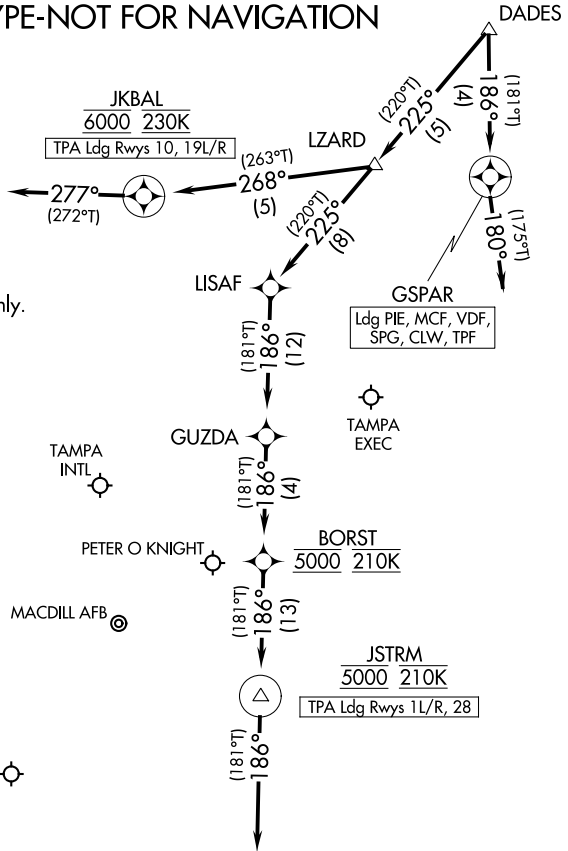 YPE-NOT FOR NAVIGATION
DADES
(220°T)
225°
(5)
(181°T)
186°
(4)
JKBAL
6000 230K
TPA Ldg Rwys 10, 19L/R
LZARD
(263°T)
268°
(5)
277°
(272°T)
(220°T)
225°
(8)
(175°T)
180°
LISAF
GSPAR
Ldg PIE, MCF, VDF,
SPG, CLW, TPF
nly.
(181°T)
186°
(12)
TAMPA
EXEC
GUZDA
TAMPA
INTL
(181°T)
186°
(4)
PETER O KNIGHT
BORST
5000 210K
MACDILL AFB
(181°T)
186°
(13)
JSTRM
5000 210K
TPA Ldg Rwys 1L/R, 28
(181°T)
186°